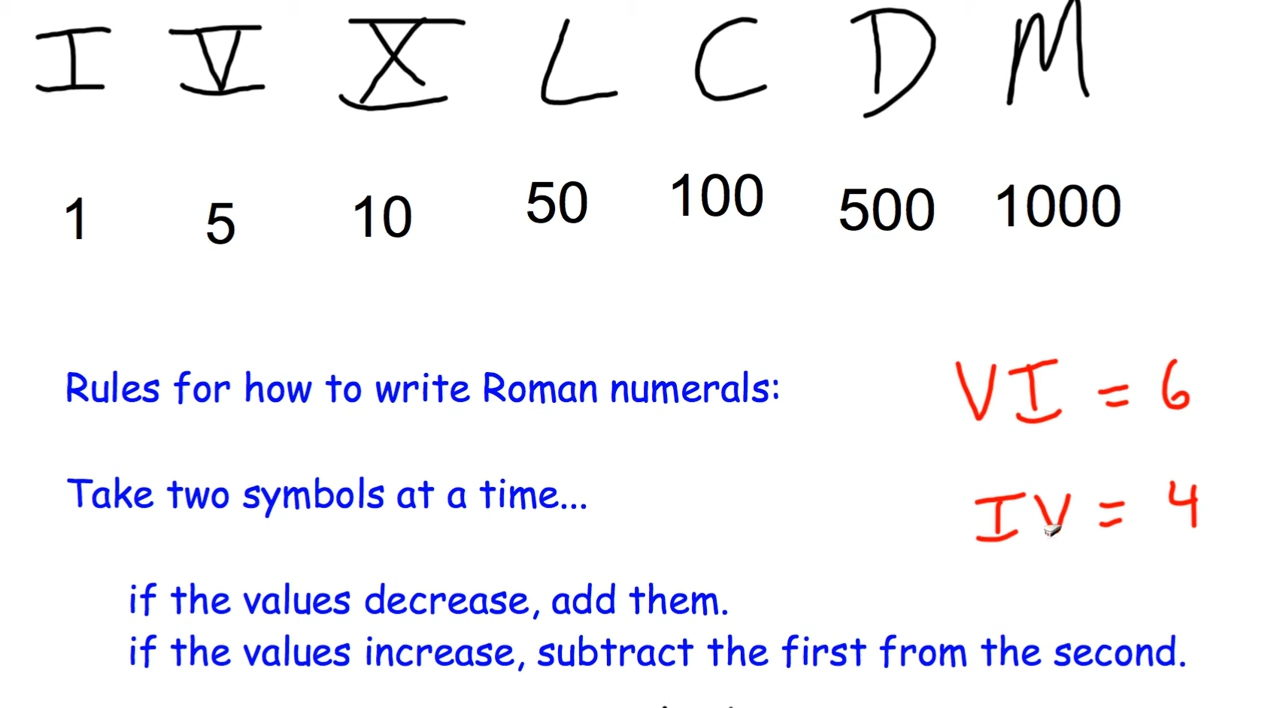 I V X L C D M
1 5 10 50 100 500 1000
Rules for how to write Roman numerals:
VI = 6
Take two symbols at a time...
IV = 4
if the values decrease, add them.
if the values increase, subtract the first from the second.